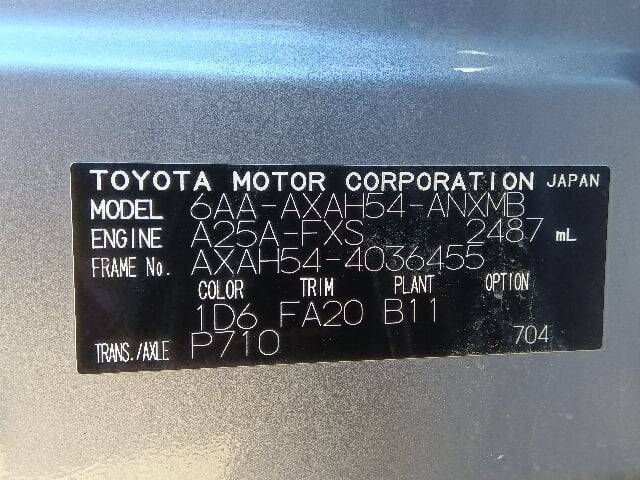 TOYOTA MOTOR CORPORATION JAPAN
MODEL 6AA-AXAH54-ANXMB
ENGINE A25A-FXS 2487 mL
FRAME No. AXAH54-4036455
COLOR TRIM PLANT OPTION
1D6 FA20 B11
TRANS./AXLE P710 704